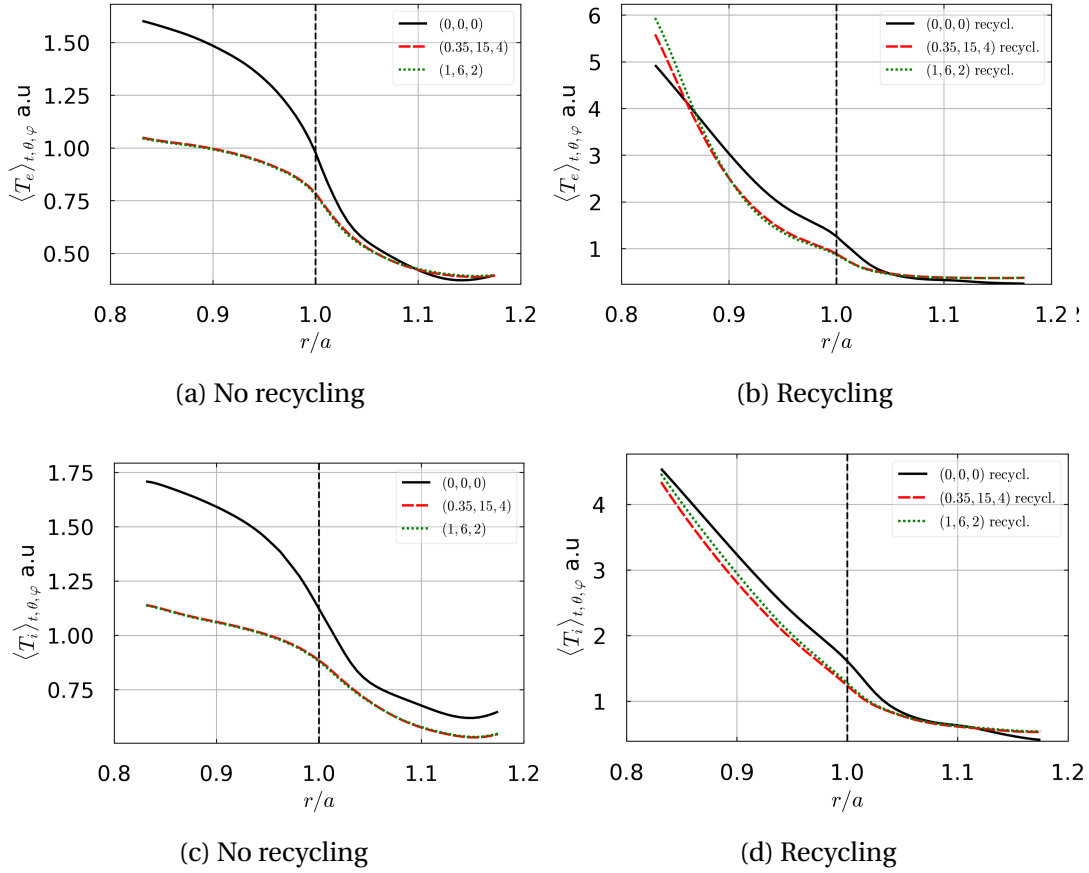 ⟨T_e⟩_{t,θ,φ} a.u
1.50
1.25
1.00
0.75
0.50
0.8
0.9
1.0
1.1
1.2
r/a
(0, 0, 0)
(0.35, 15, 4)
(1, 6, 2)
(a) No recycling
⟨T_e⟩_{t,θ,φ} a.u
6
5
4
3
2
1
0.8
0.9
1.0
1.1
1.2
r/a
(0, 0, 0) recycl.
(0.35, 15, 4) recycl.
(1, 6, 2) recycl.
(b) Recycling
⟨T_i⟩_{t,θ,φ} a.u
1.75
1.50
1.25
1.00
0.75
0.8
0.9
1.0
1.1
1.2
r/a
(0, 0, 0)
(0.35, 15, 4)
(1, 6, 2)
(c) No recycling
⟨T_i⟩_{t,θ,φ} a.u
4
3
2
1
0.8
0.9
1.0
1.1
1.2
r/a
(0, 0, 0) recycl.
(0.35, 15, 4) recycl.
(1, 6, 2) recycl.
(d) Recycling